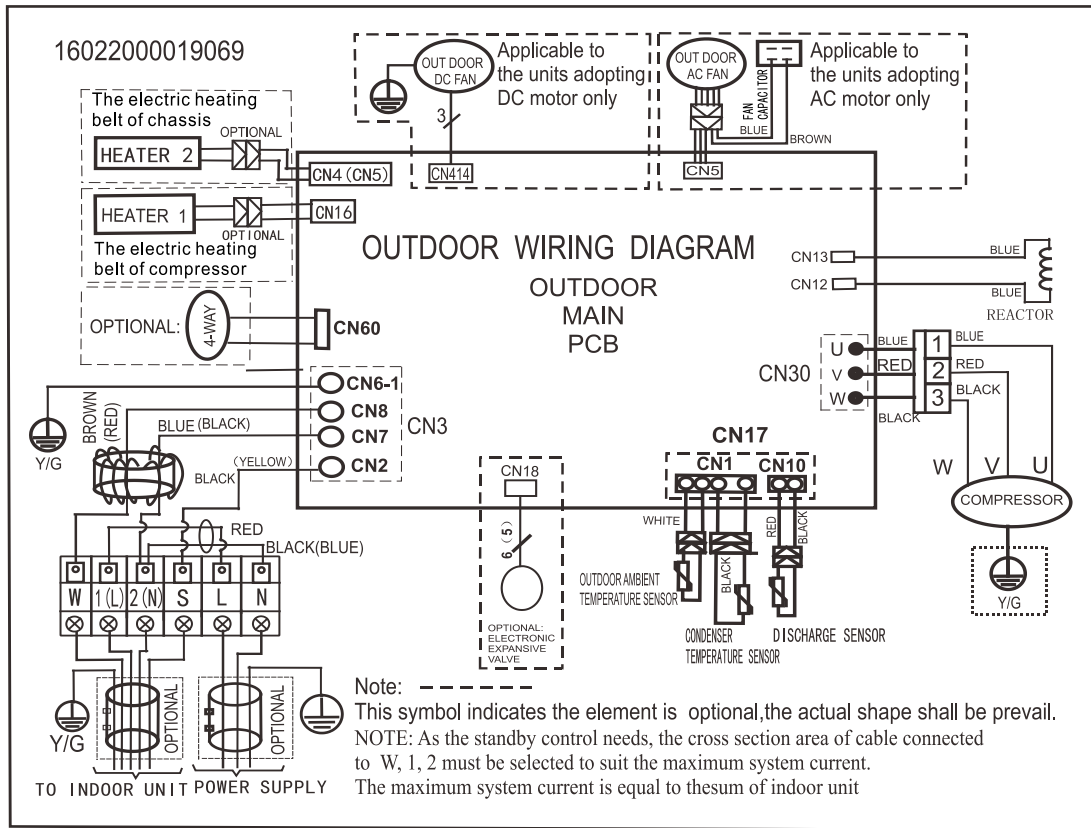 16022000019069
OUT DOOR
DC FAN
Applicable to
the units adopting
DC motor only
3
CN414
OUT DOOR
AC FAN
FAN
CAPACITOR
BLUE
BROWN
Applicable to
the units adopting
AC motor only
CN5
The electric heating
belt of chassis
OPTIONAL
HEATER 2
CN4 (CN5)
HEATER 1
CN16
OPTIONAL
The electric heating
belt of compressor
OUTDOOR WIRING DIAGRAM
OUTDOOR
MAIN
PCB
CN13
BLUE
CN12
BLUE
REACTOR
OPTIONAL:
4-WAY
CN60
CN30
U
BLUE
1
BLUE
V
RED
2
RED
W
BLACK
3
BLACK
W V U
COMPRESSOR
Y/G
CN6-1
CN8
CN7
CN2
CN3
Y/G
BROWN
(RED)
BLUE (BLACK)
BLACK
(YELLOW)
RED
BLACK(BLUE)
W 1(L) 2(N) S L N
Y/G
OPTIONAL
OPTIONAL
TO INDOOR UNIT
POWER SUPPLY
CN18
6 (5)
OPTIONAL:
ELECTRONIC
EXPANSIVE
VALVE
CN17
CN1
CN10
WHITE
BLACK
RED
BLACK
OUTDOOR AMBIENT
TEMPERATURE SENSOR
CONDENSER
TEMPERATURE SENSOR
DISCHARGE SENSOR
Note:
This symbol indicates the element is optional,the actual shape shall be prevail.
NOTE: As the standby control needs, the cross section area of cable connected
to W, 1, 2 must be selected to suit the maximum system current.
The maximum system current is equal to thesum of indoor unit